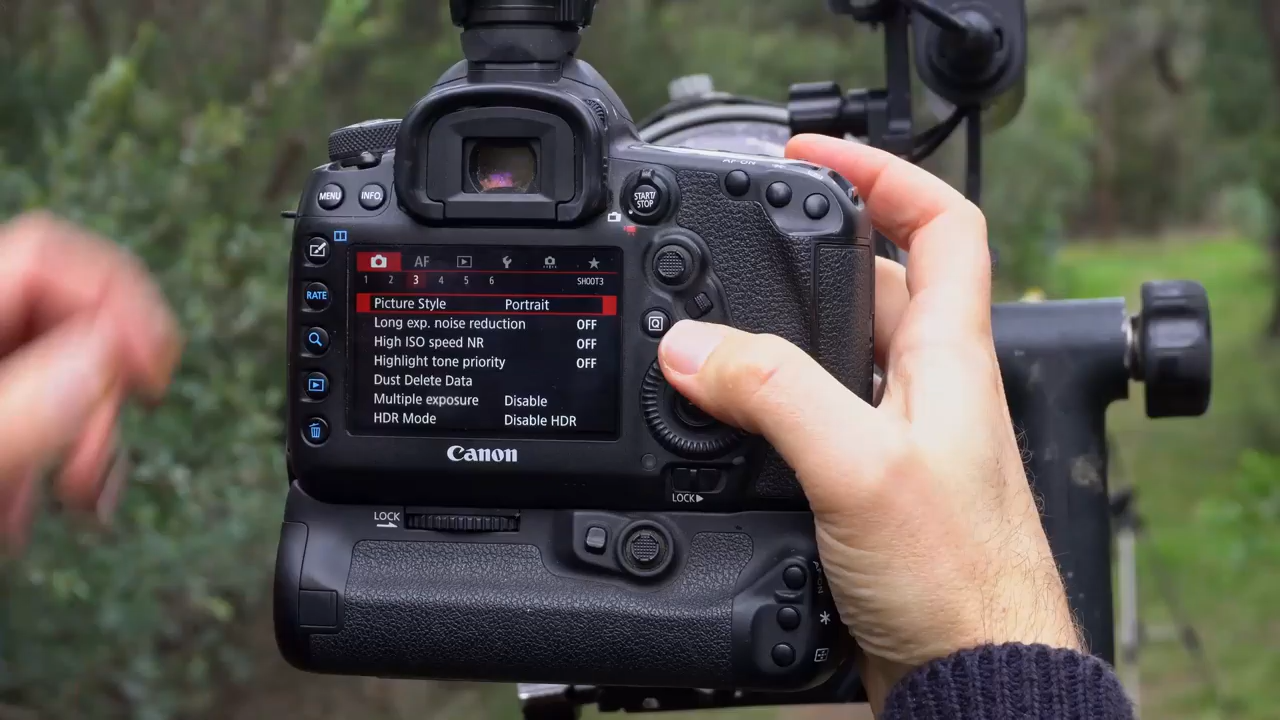 AF-ON
MENU
INFO.
START/
STOP
AF
1 2 3 4 5 6 SHOOT3
RATE
Q
Picture Style Portrait
Long exp. noise reduction OFF
High ISO speed NR OFF
Highlight tone priority OFF
Dust Delete Data
Multiple exposure Disable
HDR Mode Disable HDR
Canon
LOCK
LOCK